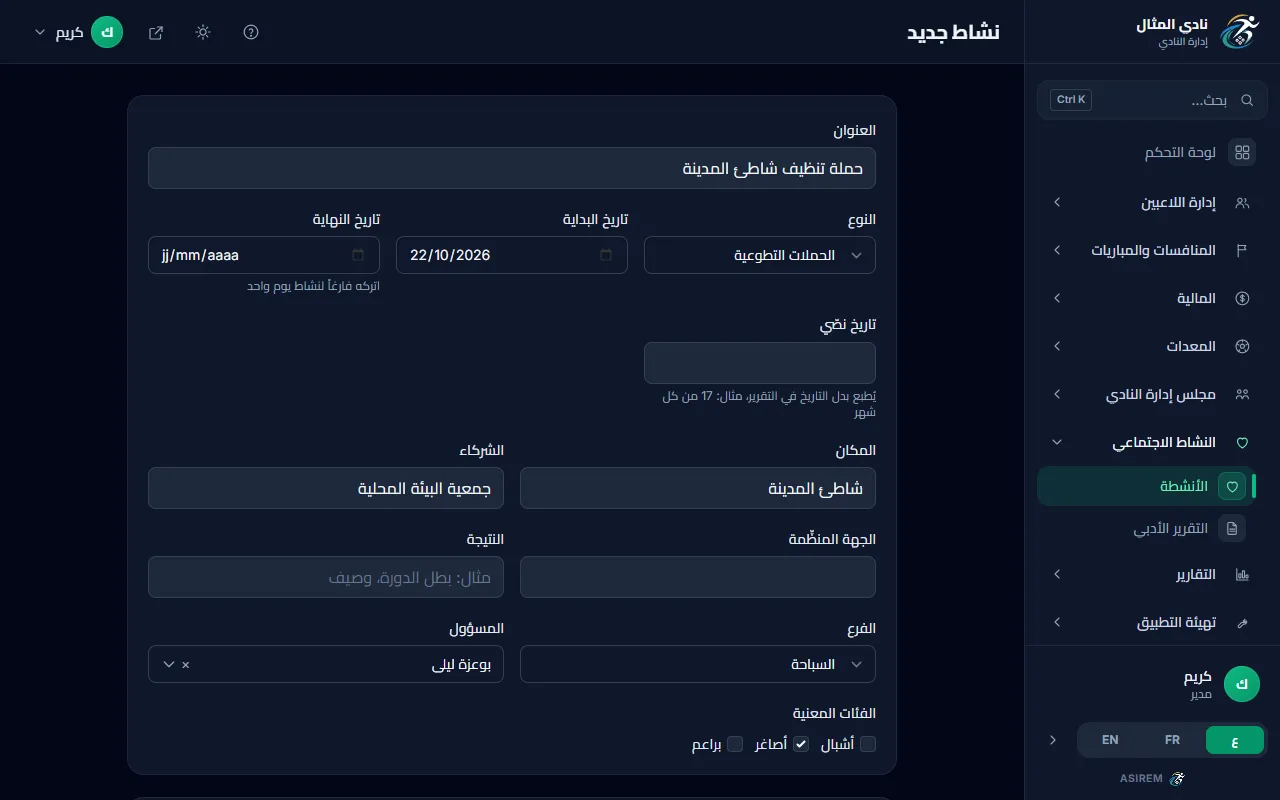 نادي المثال
إدارة النادي
نشاط جديد
ك
كريم
بحث...
Ctrl K
لوحة التحكم
إدارة اللاعبين
المنافسات والمباريات
المالية
المعدات
مجلس إدارة النادي
النشاط الاجتماعي
الأنشطة
التقرير الأدبي
التقارير
تهيئة التطبيق
ك
كريم
مدير
ع
FR
EN
ASIREM
العنوان
حملة تنظيف شاطئ المدينة
النوع
تاريخ البداية
تاريخ النهاية
الحملات التطوعية
22/10/2026
jj/mm/aaaa
اتركه فارغاً لنشاط يوم واحد
تاريخ نصّي
يُطبع بدل التاريخ في التقرير، مثال: 17 من كل
شهر
المكان
الشركاء
شاطئ المدينة
جمعية البيئة المحلية
الجهة المنظّمة
النتيجة
مثال: بطل الدورة، وصيف
الفرع
المسؤول
السباحة
بوعزة ليلى ×
الفئات المعنية
أشبال
أصاغر
براعم